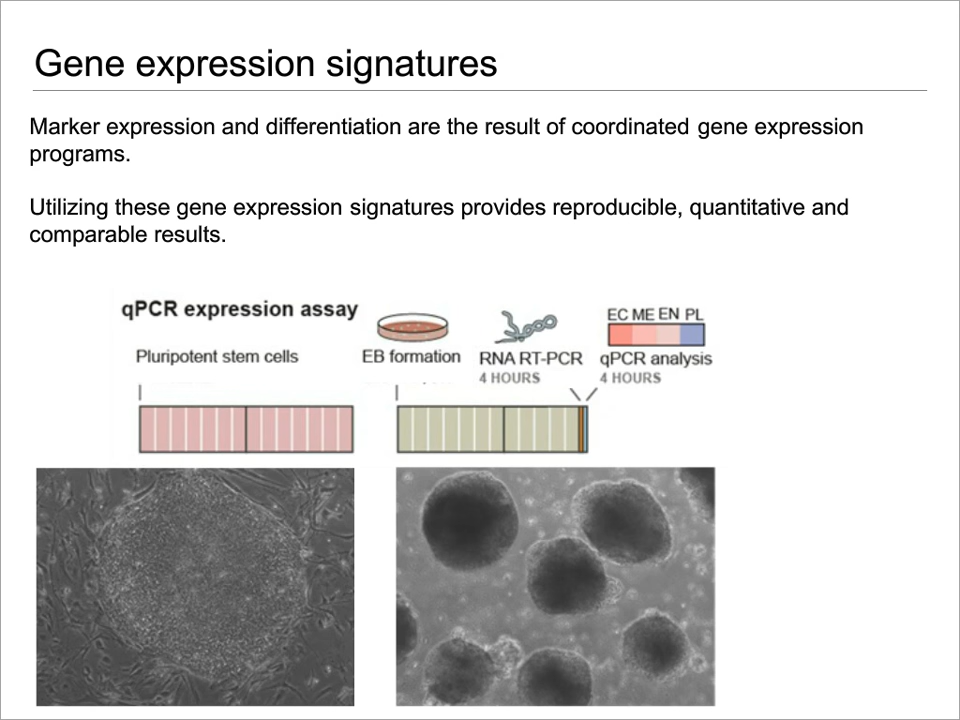 Gene expression signatures
Marker expression and differentiation are the result of coordinated gene expression
programs.
Utilizing these gene expression signatures provides reproducible, quantitative and
comparable results.
qPCR expression assay
Pluripotent stem cells
EB formation
RNA RT-PCR
4 HOURS
EC ME EN PL
qPCR analysis
4 HOURS